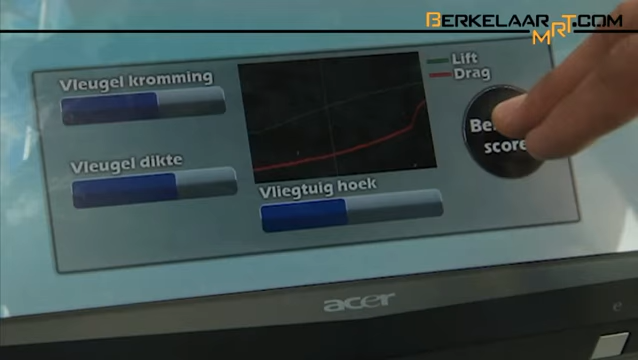 BERKELAAR MRT.COM
Vleugel kromming
Lift
Drag
score
Vleugel dikte
Vliegtuig hoek
acer
e